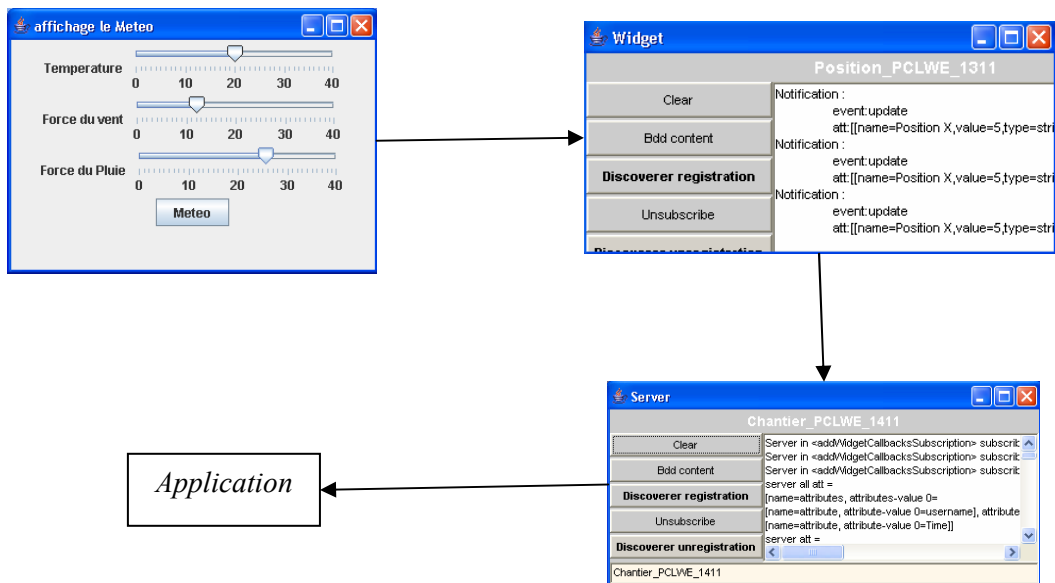 affichage le Meteo
Temperature
0 10 20 30 40
Force du vent
0 10 20 30 40
Force du Pluie
0 10 20 30 40
Meteo
Widget
Position_PCLWE_1311
Clear
Bdd content
Discoverer registration
Unsubscribe
Discoverer unregistration
Notification :
event:update
att:[[name=Position X,value=5,type=stri
Notification :
event:update
att:[[name=Position X,value=5,type=stri
Notification :
event:update
att:[[name=Position X,value=5,type=stri
Server
Chantier_PCLWE_1411
Clear
Bdd content
Discoverer registration
Unsubscribe
Discoverer unregistration
Server in <addWidgetCallbacksSubscription> subscrib
Server in <addWidgetCallbacksSubscription> subscrib
Server in <addWidgetCallbacksSubscription> subscrib
server all att =
[name=attributes, attributes-value 0=
[name=attribute, attribute-value 0=username], attribute
[name=attribute, attribute-value 0=Time]]
server att =
Chantier_PCLWE_1411
Application